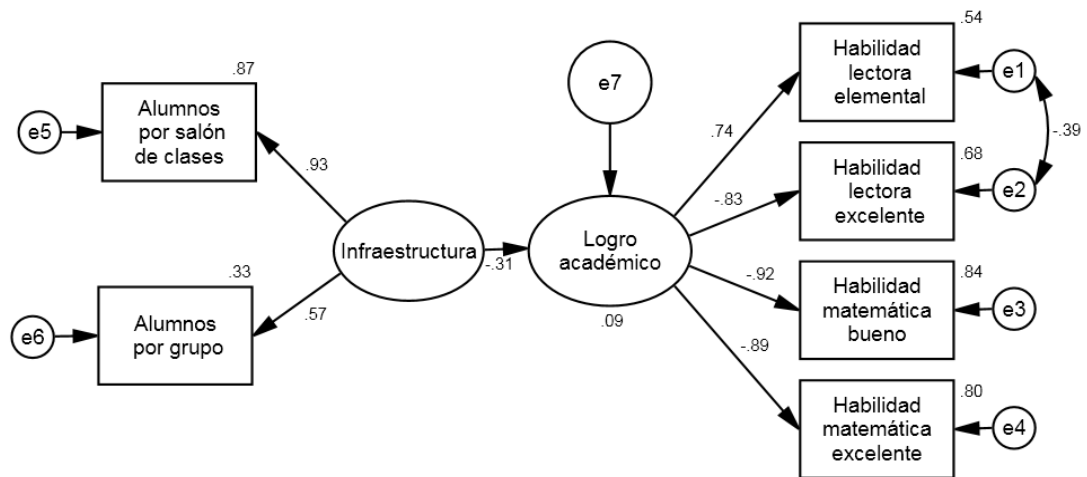 .87
Alumnos
por salón
de clases
e5
.93
.33
Alumnos
por grupo
e6
.57
Infraestructura
-.31
e7
Logro
académico
.09
.74
-.83
-.92
-.89
.54
Habilidad
lectora
elemental
e1
-.39
.68
Habilidad
lectora
excelente
e2
.84
Habilidad
matemática
bueno
e3
.80
Habilidad
matemática
excelente
e4